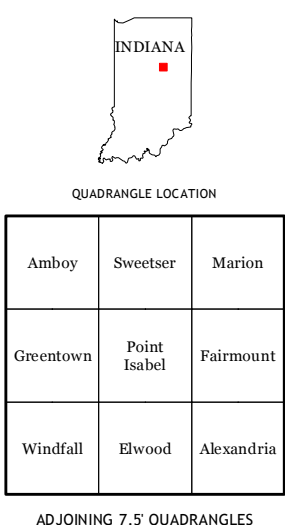 INDIANA
QUADRANGLE LOCATION
Amboy
Sweetser
Marion
Greentown
Point
Isabel
Fairmount
Windfall
Elwood
Alexandria
ADJOINING 7.5' QUADRANGLES